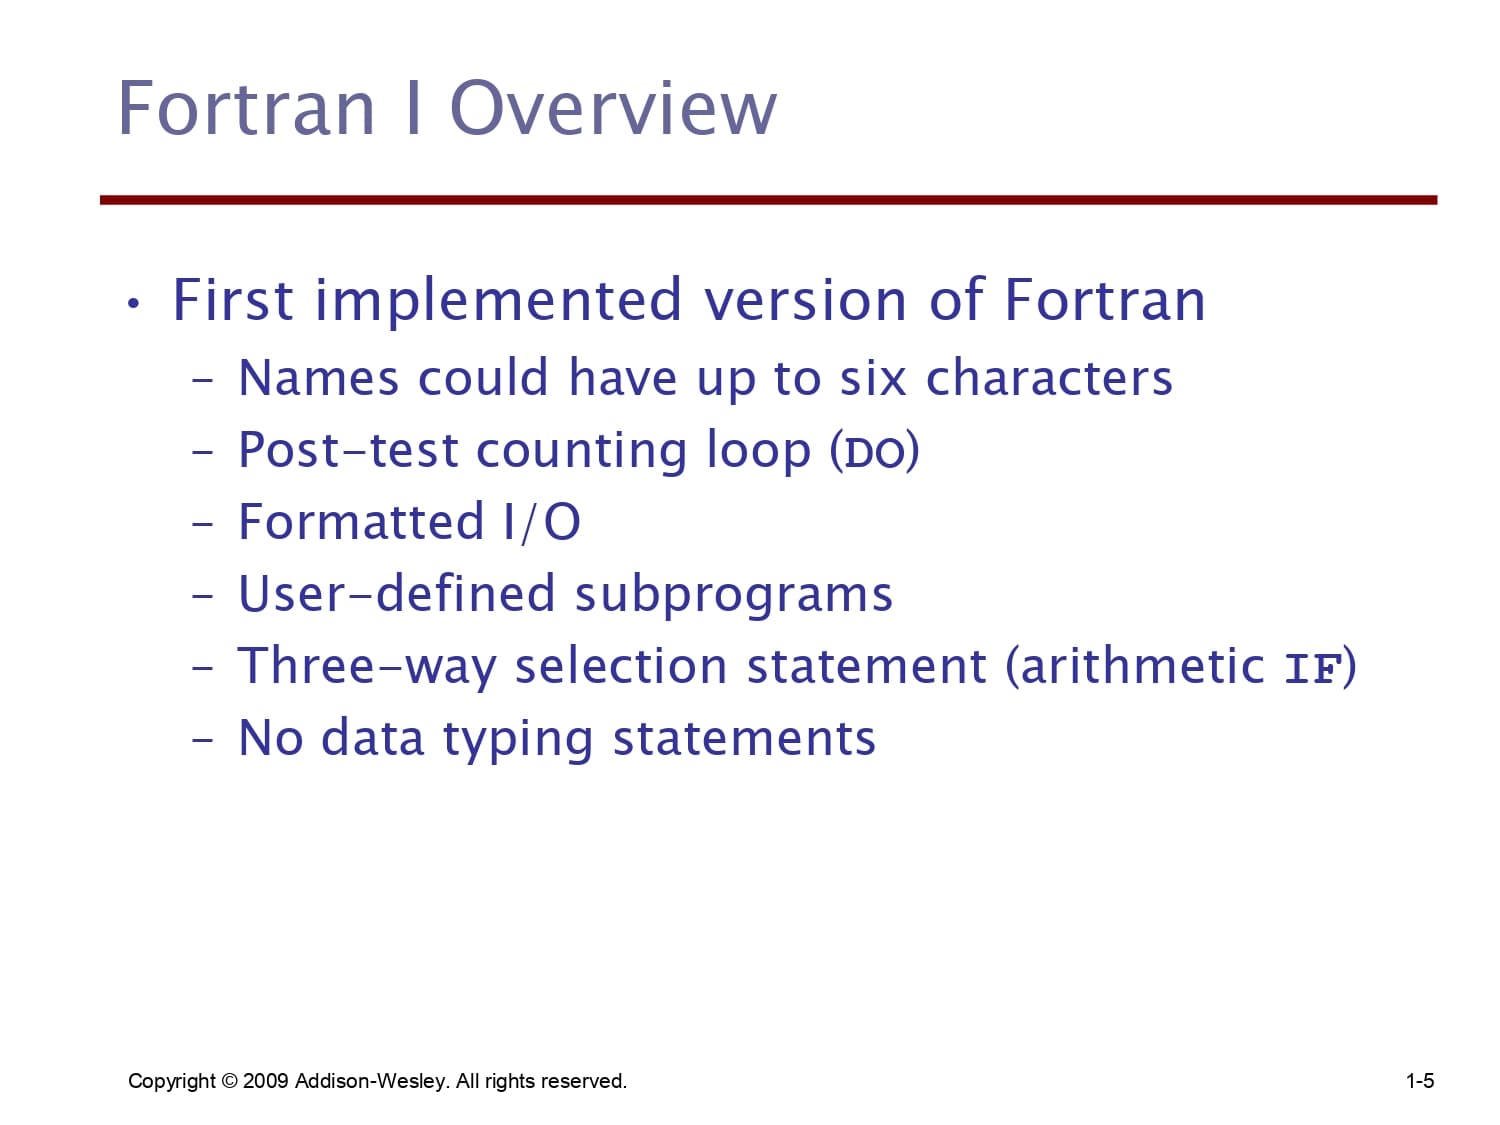 Fortran I Overview
• First implemented version of Fortran
– Names could have up to six characters
– Post-test counting loop (DO)
– Formatted I/O
– User-defined subprograms
– Three-way selection statement (arithmetic IF)
– No data typing statements
Copyright © 2009 Addison-Wesley. All rights reserved.
1-5